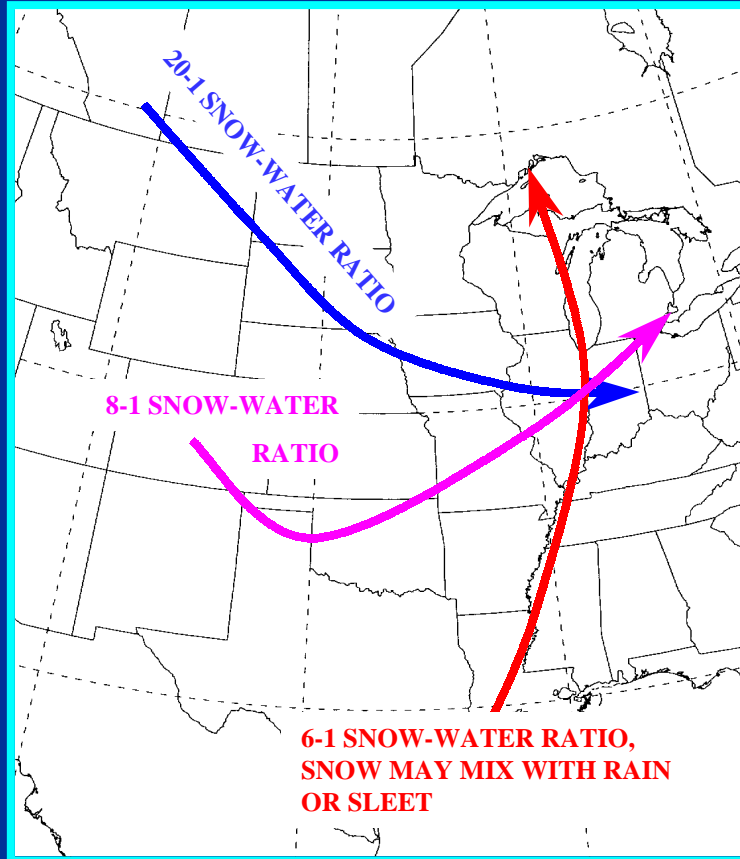 20-1 SNOW-WATER RATIO
8-1 SNOW-WATER
RATIO
6-1 SNOW-WATER RATIO,
SNOW MAY MIX WITH RAIN
OR SLEET